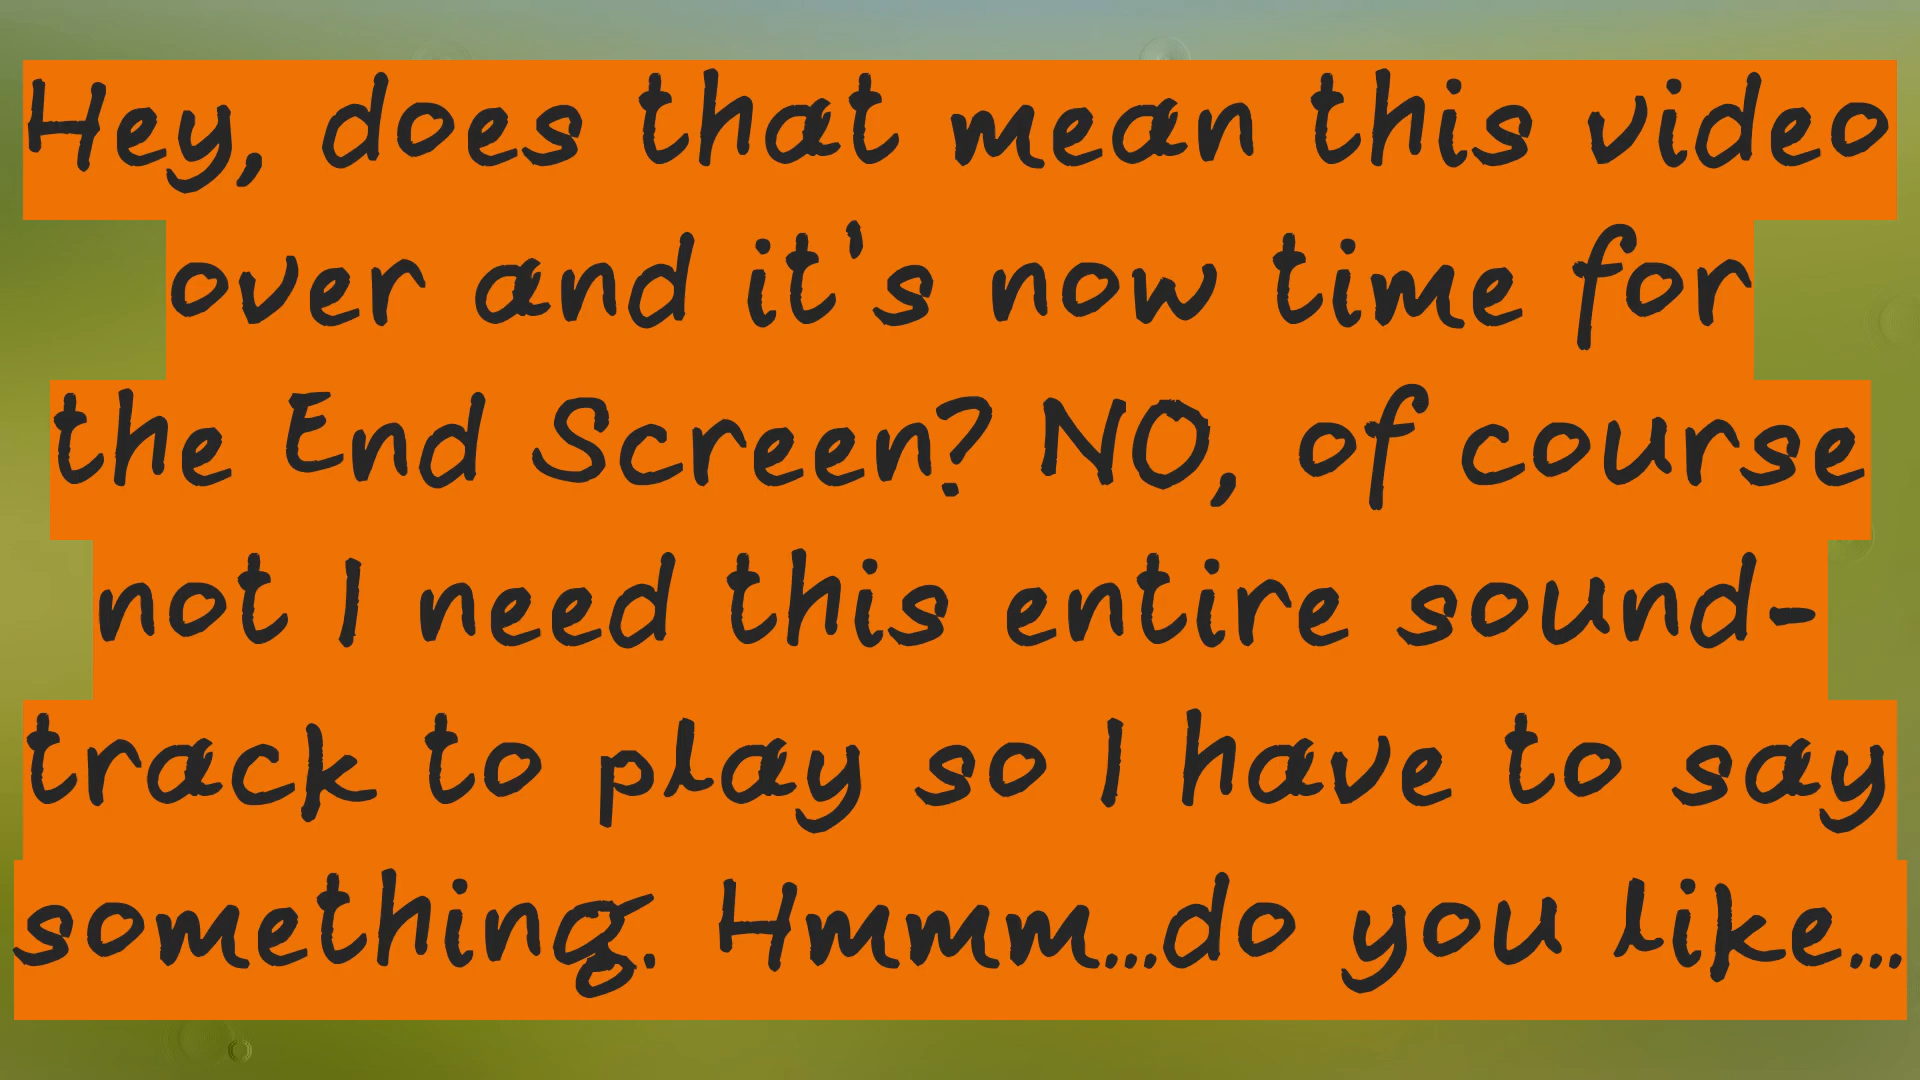 Hey, does that mean this video
over and it's now time for
the End Screen? NO, of course
not I need this entire sound-
track to play so I have to say
something. Hmmm...do you like...